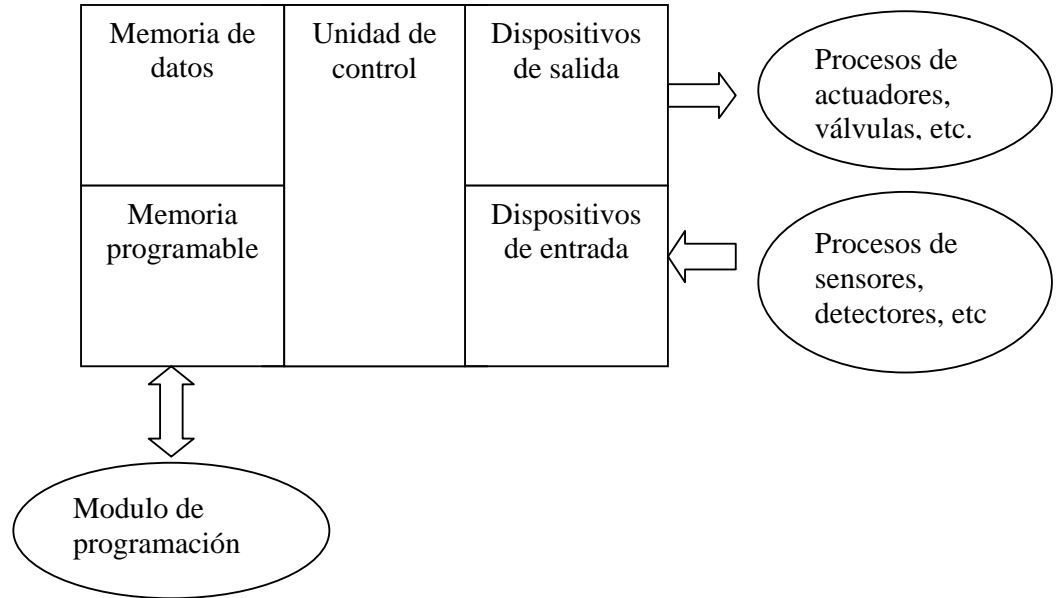 Memoria de
datos
Unidad de
control
Dispositivos
de salida
Procesos de
actuadores,
válvulas, etc.
Memoria
programable
Dispositivos
de entrada
Procesos de
sensores,
detectores, etc
Modulo de
programación